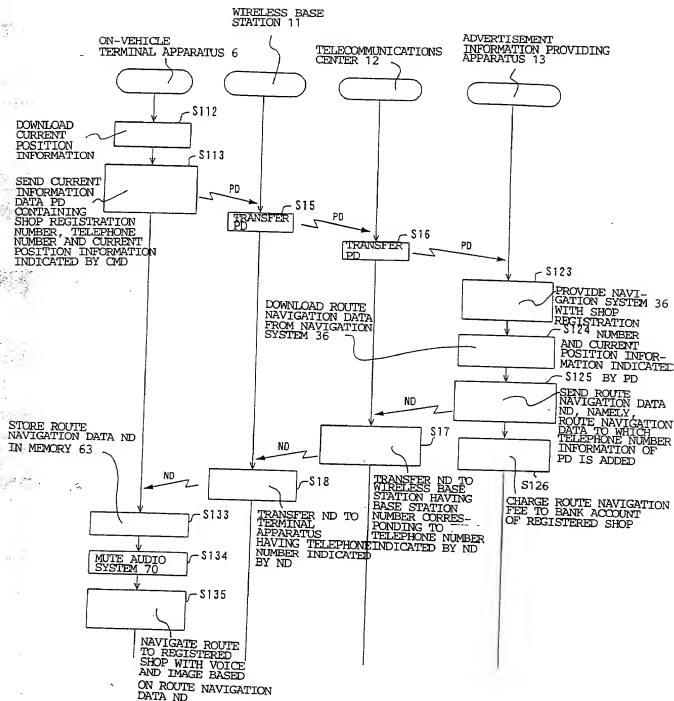 WIRELESS BASE
STATION 11
ON-VEHICLE
TERMINAL APPARATUS 6
TELECOMMUNICATIONS
CENTER 12
ADVERTISEMENT
INFORMATION PROVIDING
APPARATUS 13
S112
DOWNLOAD
CURRENT
POSITION
INFORMATION
S113
SEND CURRENT
INFORMATION
DATA PD
CONTAINING
SHOP REGISTRATION
NUMBER, TELEPHONE
NUMBER AND CURRENT
POSITION INFORMATION
INDICATED BY CMD
PD
S15
TRANSFER
PD
PD
S16
TRANSFER
PD
PD
S123
PROVIDE NAVI-
GATION SYSTEM 36
WITH SHOP
REGISTRATION
NUMBER
AND CURRENT
POSITION INFOR-
MATION INDICATED
BY PD
S124
DOWNLOAD ROUTE
NAVIGATION DATA
FROM NAVIGATION
SYSTEM 36
S125
SEND ROUTE
NAVIGATION DATA
ND, NAMELY,
ROUTE NAVIGATION
DATA TO WHICH
TELEPHONE NUMBER
INFORMATION OF
PD IS ADDED
ND
S17
TRANSFER ND TO
WIRELESS BASE
STATION HAVING
BASE STATION
NUMBER CORRES-
PONDING TO
TELEPHONE NUMBER
INDICATED BY ND
S126
CHARGE ROUTE NAVIGATION
FEE TO BANK ACCOUNT
OF REGISTERED SHOP
ND
S18
TRANSFER ND TO
TERMINAL
APPARATUS
HAVING TELEPHONE
NUMBER INDICATED
BY ND
ND
STORE ROUTE
NAVIGATION DATA ND
IN MEMORY 63
S133
S134
MUTE AUDIO
SYSTEM 70
S135
NAVIGATE ROUTE
TO REGISTERED
SHOP WITH VOICE
AND IMAGE BASED
ON ROUTE NAVIGATION
DATA ND